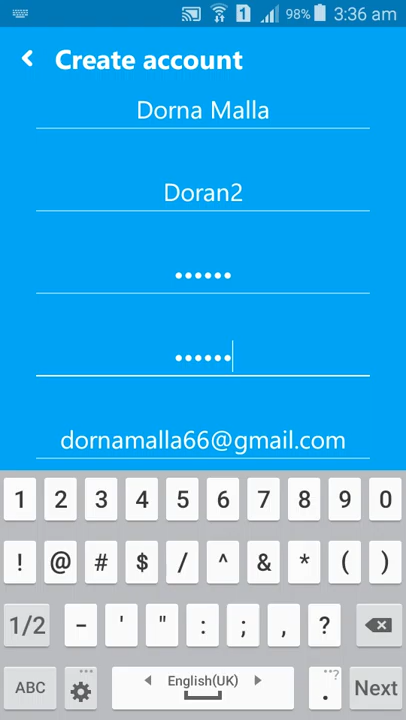 1 98% 3:36 am
Create account
Dorna Malla
Doran2
••••••
••••••
dornamalla66@gmail.com
1 2 3 4 5 6 7 8 9 0
! @ # $ / ^ & * ( )
1/2 - ' " : ; , ?
ABC English(UK) . Next